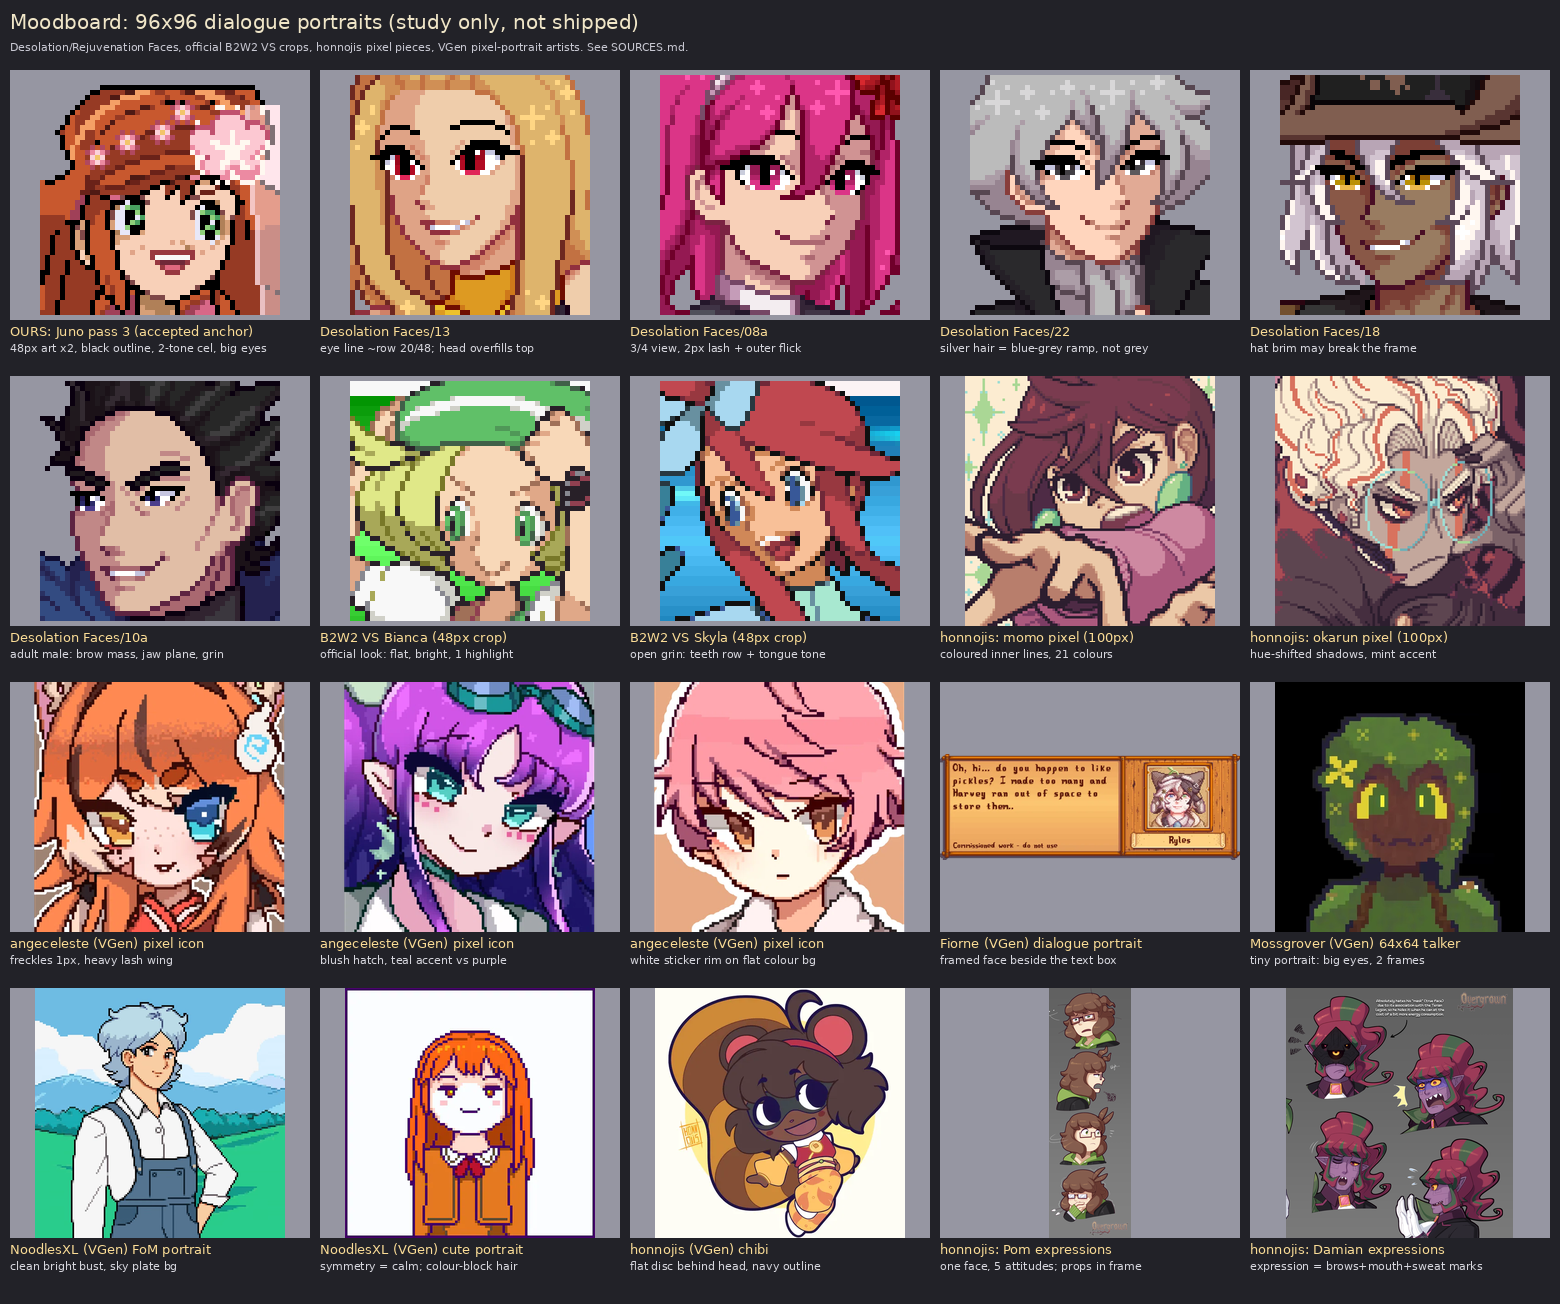 Moodboard: 96x96 dialogue portraits (study only, not shipped)
Desolation/Rejuvenation Faces, official B2W2 VS crops, honnojis pixel pieces, VGen pixel-portrait artists. See SOURCES.md.
OURS: Juno pass 3 (accepted anchor)
48px art x2, black outline, 2-tone cel, big eyes
Desolation Faces/13
eye line ~row 20/48; head overfills top
Desolation Faces/08a
3/4 view, 2px lash + outer flick
Desolation Faces/22
silver hair = blue-grey ramp, not grey
Desolation Faces/18
hat brim may break the frame
Desolation Faces/10a
adult male: brow mass, jaw plane, grin
B2W2 VS Bianca (48px crop)
official look: flat, bright, 1 highlight
B2W2 VS Skyla (48px crop)
open grin: teeth row + tongue tone
honnojis: momo pixel (100px)
coloured inner lines, 21 colours
honnojis: okarun pixel (100px)
hue-shifted shadows, mint accent
Oh, hi... do you happen to like
pickles? I made too many and
Harvey ran out of space to
store them..
Commissioned work - do not use
Ryles
angeceleste (VGen) pixel icon
freckles 1px, heavy lash wing
angeceleste (VGen) pixel icon
blush hatch, teal accent vs purple
angeceleste (VGen) pixel icon
white sticker rim on flat colour bg
Fiorne (VGen) dialogue portrait
framed face beside the text box
Mossgrover (VGen) 64x64 talker
tiny portrait: big eyes, 2 frames
Overgrown
Overgrown
NoodlesXL (VGen) FoM portrait
clean bright bust, sky plate bg
NoodlesXL (VGen) cute portrait
symmetry = calm; colour-block hair
honnojis (VGen) chibi
flat disc behind head, navy outline
honnojis: Pom expressions
one face, 5 attitudes; props in frame
honnojis: Damian expressions
expression = brows+mouth+sweat marks